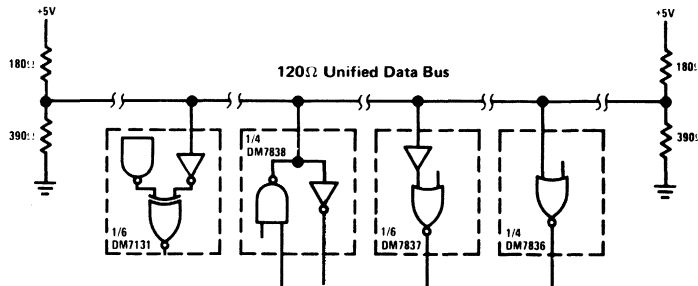 +5V
+5V
180Ω
180Ω
120Ω Unified Data Bus
390Ω
390Ω
1/4
DM7838
1/6
DM7131
1/6
DM7837
1/4
DM7836